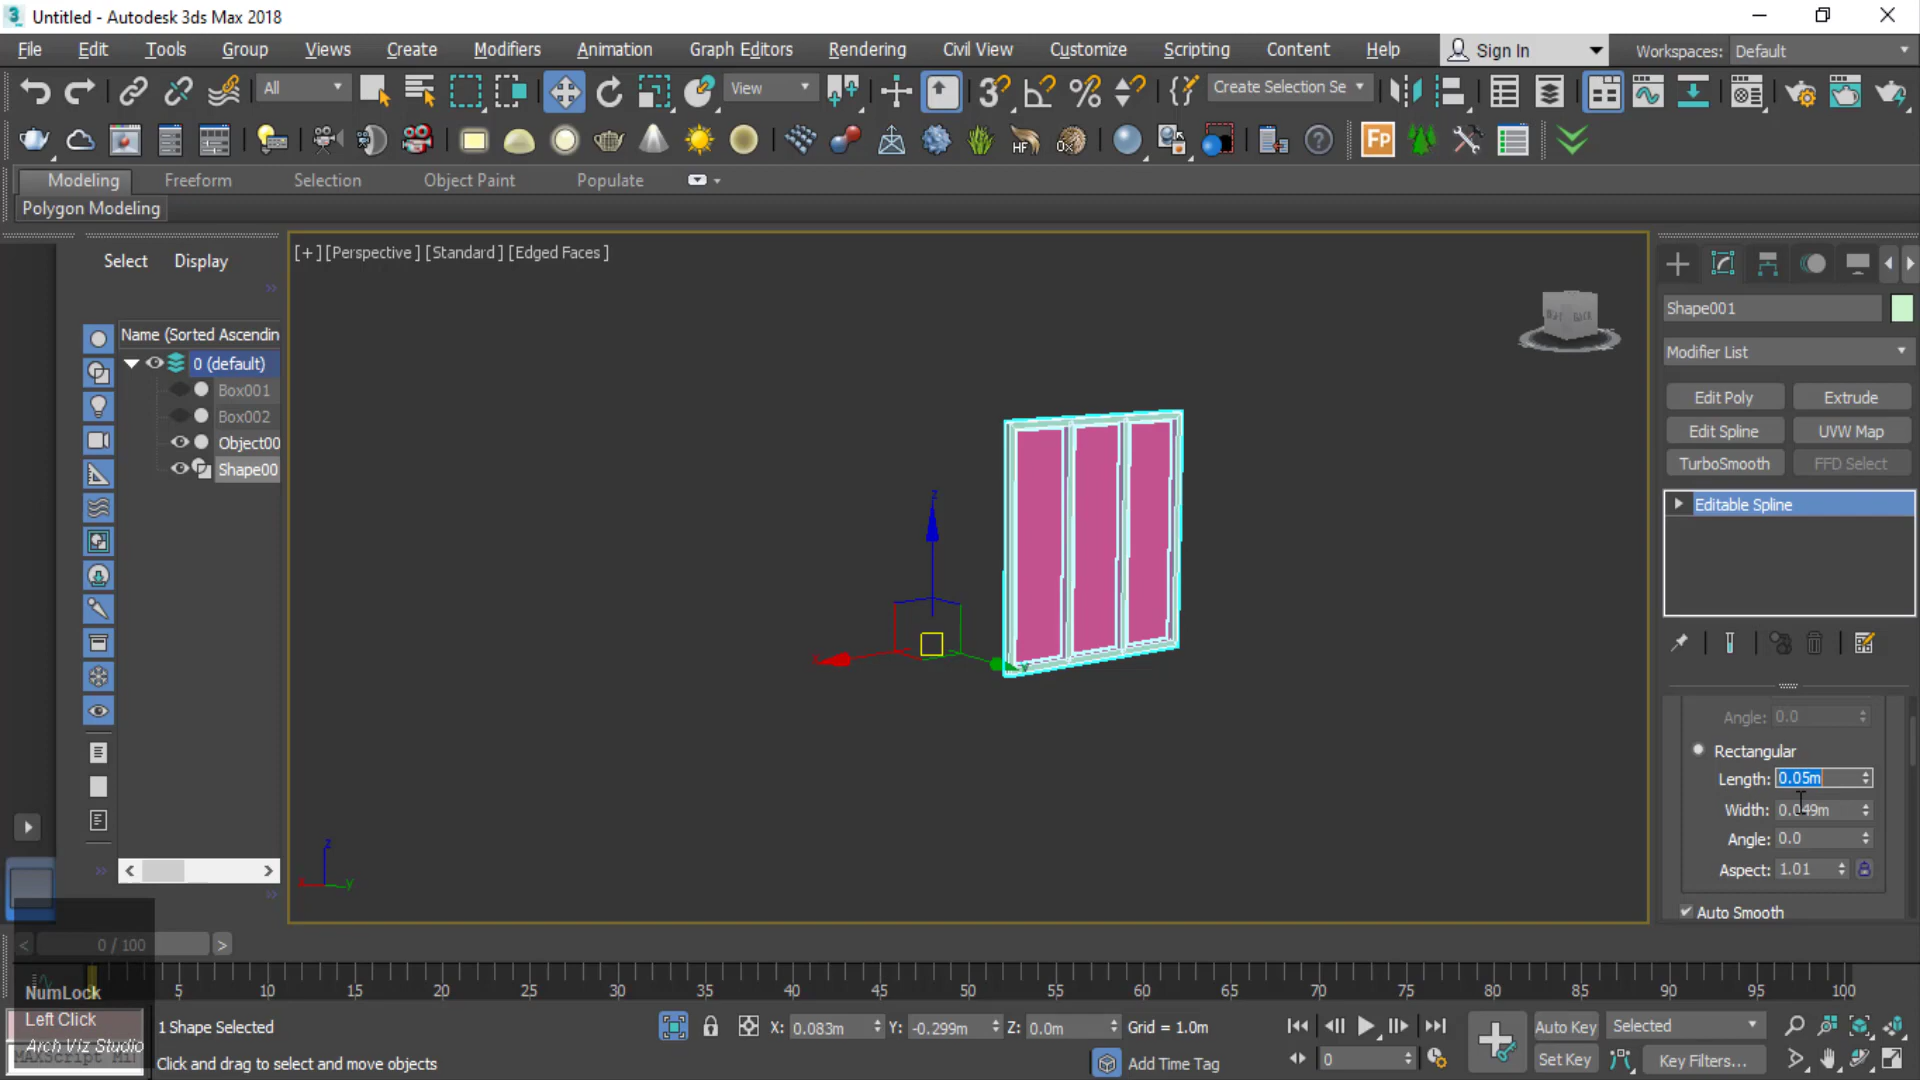 Untitled - Autodesk 3ds Max 2018
File Edit Tools Group Views Create Modifiers Animation Graph Editors Rendering Civil View Customize Scripting Content Help Sign In Workspaces: Default
All View Create Selection Se
HF Fp
Modeling Freeform Selection Object Paint Populate
Polygon Modeling
Select Display
Name (Sorted Ascendin
0 (default)
Box001
Box002
Object00
Shape00
[+] [Perspective] [Standard] [Edged Faces]
z
z
y
Shape001
Modifier List
Edit Poly Extrude
Edit Spline UVW Map
TurboSmooth FFD Select
Editable Spline
Angle: 0.0
Rectangular
Length: 0.05m
Width: 0.049m
Angle: 0.0
Aspect: 1.01
Auto Smooth
< 0 / 100 >
5 10 15 20 25 30 35 40 45 50 55 60 65 70 75 80 85 90 95 100
NumLock
Left Click
Arch Viz Studio
MAXScript Mi
1 Shape Selected
Click and drag to select and move objects
X: 0.083m Y: -0.299m Z: 0.0m Grid = 1.0m
Add Time Tag
0
Auto Key Selected
Set Key Key Filters...